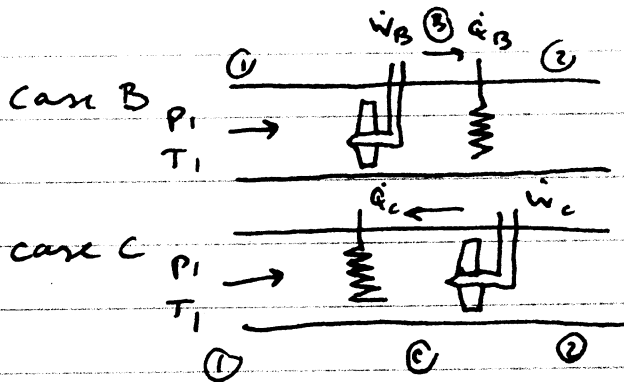 Ẇ_B Ⓑ Q̇_B
① ②
Case B P₁
T₁
Q̇_C Ẇ_C
Case C P₁
T₁
① Ⓒ ②